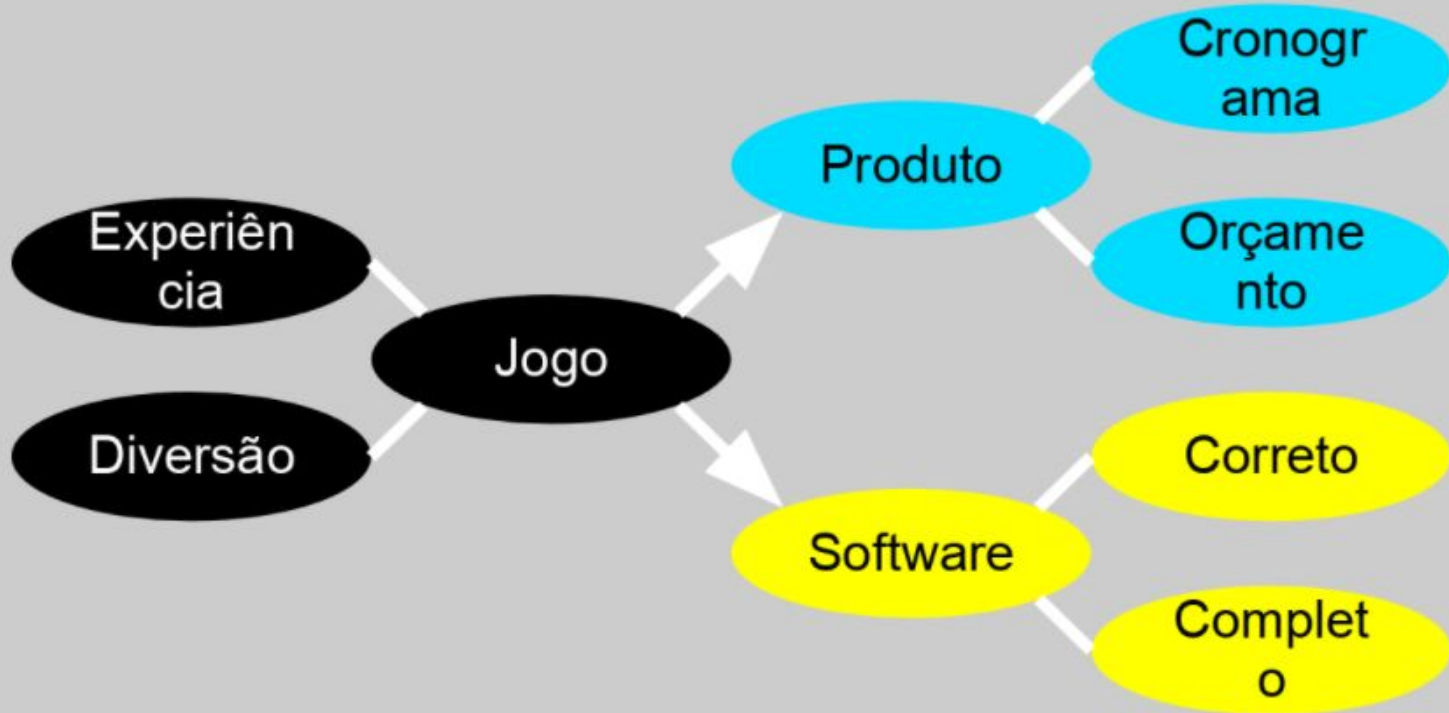 Cronogr
ama
Produto
Experiên
cia
Orçame
nto
Jogo
Diversão
Correto
Software
Complet
o